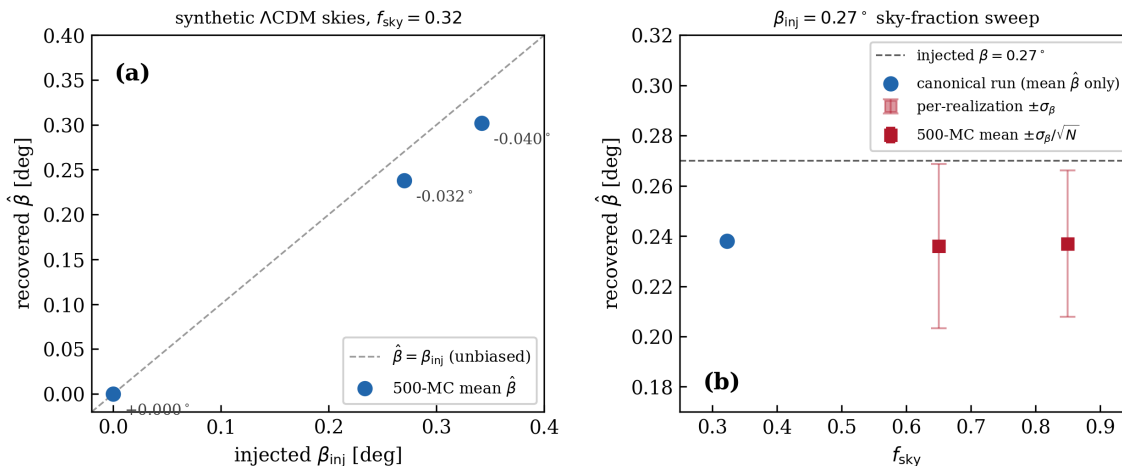 synthetic ΛCDM skies, f_sky = 0.32
(a)
0.40
0.35
0.30
0.25
0.20
0.15
0.10
0.05
0.00
recovered β̂ [deg]
-0.040°
-0.032°
+0.000°
β̂ = β_inj (unbiased)
500-MC mean β̂
0.0
0.1
0.2
0.3
0.4
injected β_inj [deg]
β_inj = 0.27° sky-fraction sweep
0.32
0.30
0.28
0.26
0.24
0.22
0.20
0.18
recovered β̂ [deg]
injected β = 0.27°
canonical run (mean β̂ only)
per-realization ±σ_β
500-MC mean ±σ_β/√N
(b)
0.3
0.4
0.5
0.6
0.7
0.8
0.9
f_sky